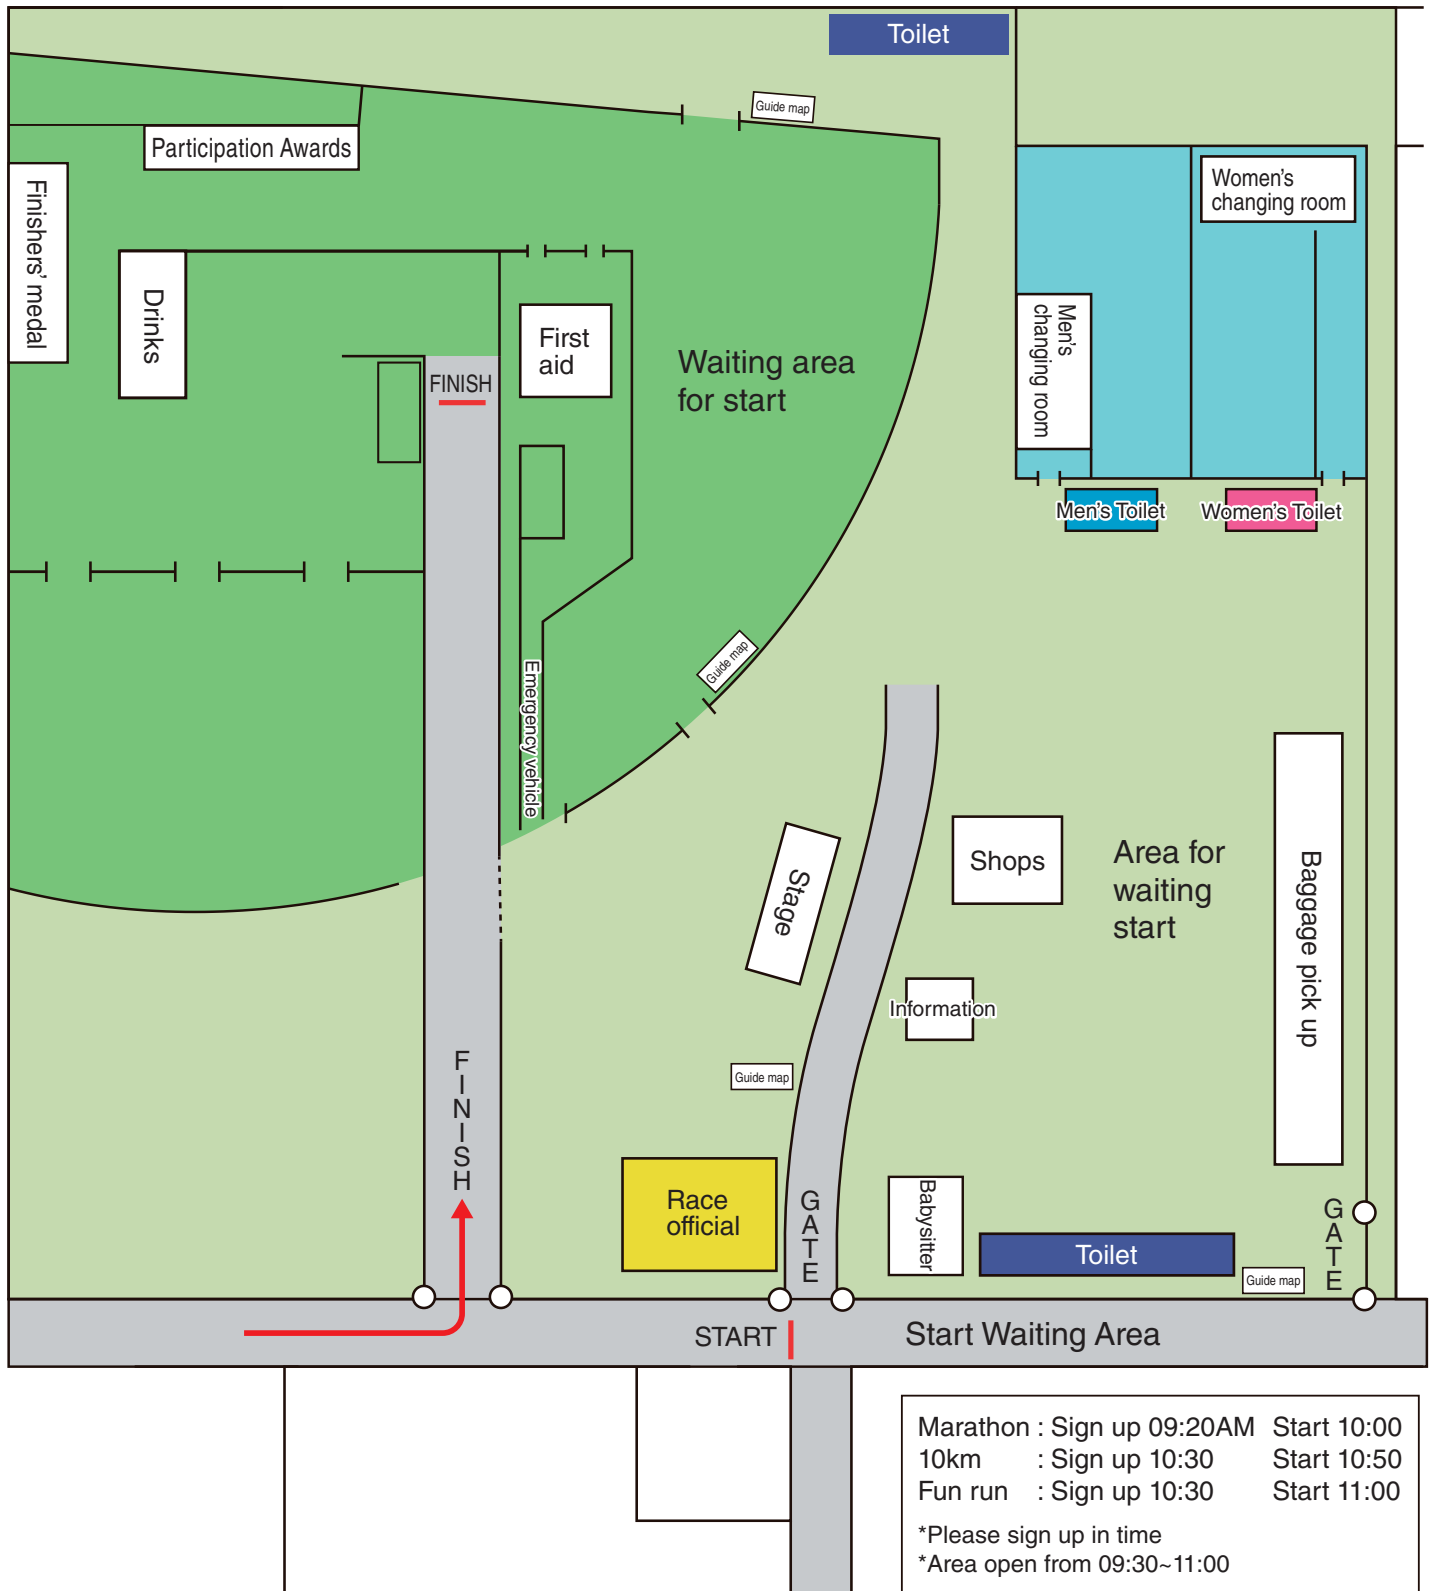 Toilet
Guide map
Participation Awards
Women's
changing room
Finishers' medal
Drinks
First
aid
Men's
changing room
Waiting area
for start
FINISH
Men's Toilet
Women's Toilet
Guide map
Emergency vehicle
Stage
Shops
Area for
waiting
start
Baggage pick up
Information
FINISH
Guide map
Race
official
GATE
Babysitter
Toilet
Guide map
GATE
START
Start Waiting Area
Marathon : Sign up 09:20AM Start 10:00
10km : Sign up 10:30 Start 10:50
Fun run : Sign up 10:30 Start 11:00
*Please sign up in time
*Area open from 09:30~11:00